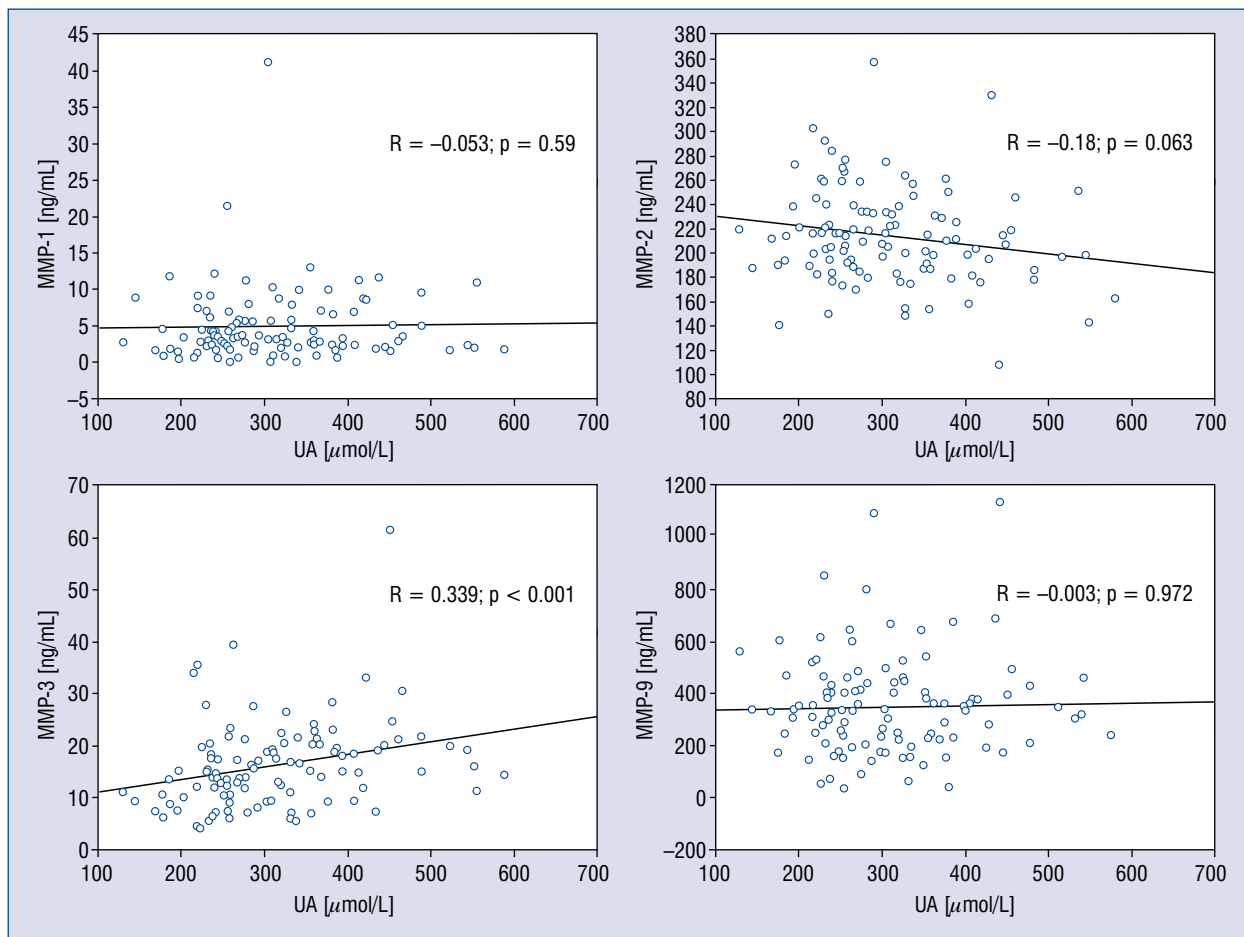 45
40
35
30
25
20
15
10
5
0
–5
MMP-1 [ng/mL]
R = –0.053; p = 0.59
100 200 300 400 500 600 700
UA [μmol/L]
380
360
340
320
300
280
260
240
220
200
180
160
140
120
100
80
MMP-2 [ng/mL]
R = –0.18; p = 0.063
100 200 300 400 500 600 700
UA [μmol/L]
70
60
50
40
30
20
10
0
MMP-3 [ng/mL]
R = 0.339; p < 0.001
100 200 300 400 500 600 700
UA [μmol/L]
1200
1000
800
600
400
200
0
–200
MMP-9 [ng/mL]
R = –0.003; p = 0.972
100 200 300 400 500 600 700
UA [μmol/L]